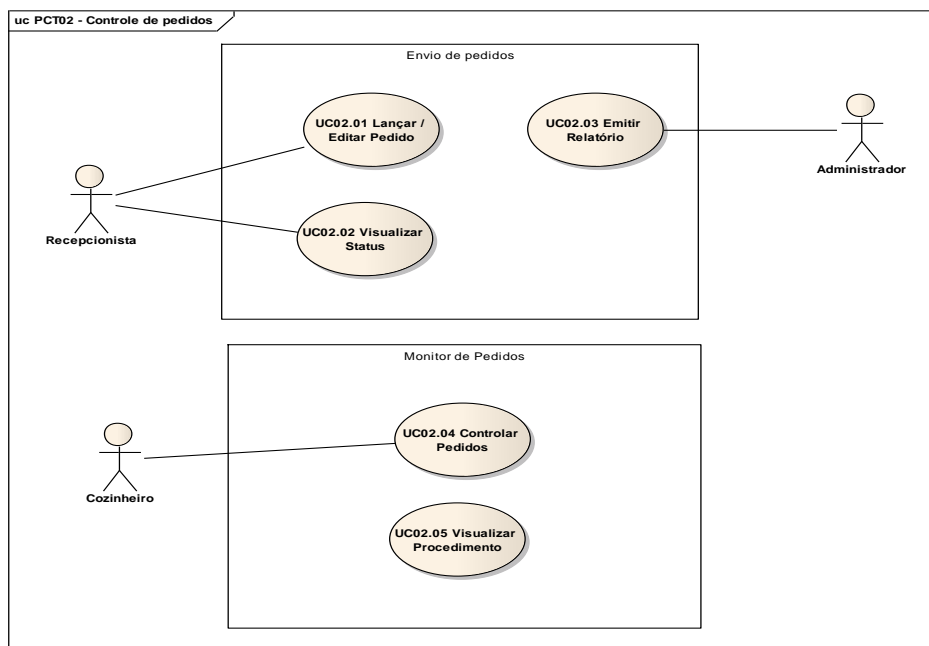 uc PCT02 - Controle de pedidos
Envio de pedidos
UC02.01 Lançar /
Editar Pedido
UC02.03 Emitir
Relatório
Administrador
Recepcionista
UC02.02 Visualizar
Status
Monitor de Pedidos
UC02.04 Controlar
Pedidos
Cozinheiro
UC02.05 Visualizar
Procedimento